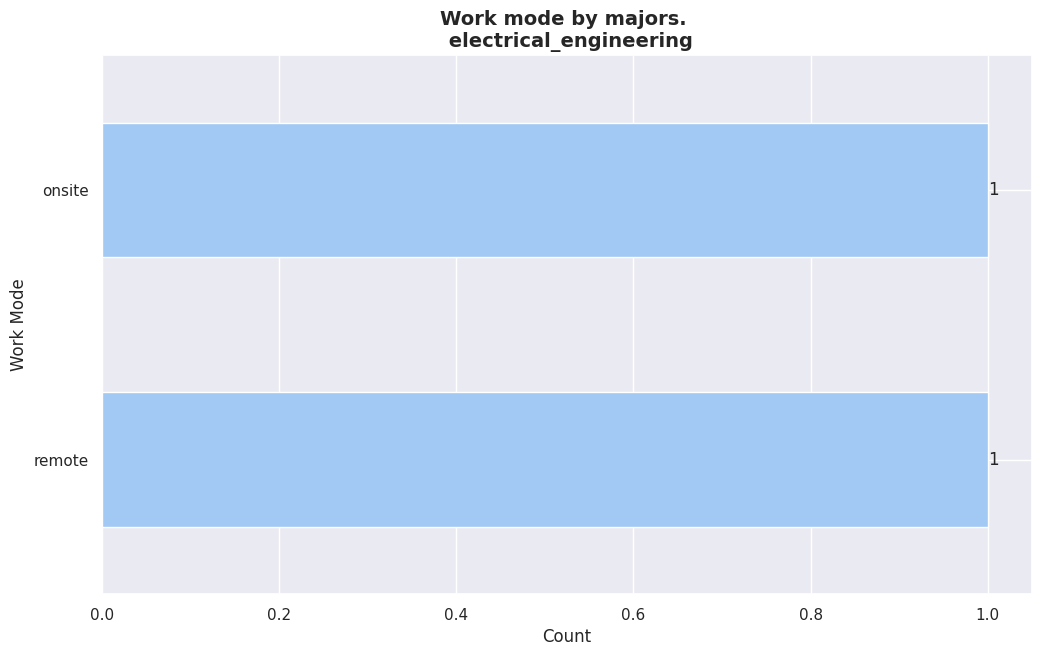 Work mode by majors.
electrical_engineering
onsite
1
Work Mode
remote
1
0.0 0.2 0.4 0.6 0.8 1.0
Count